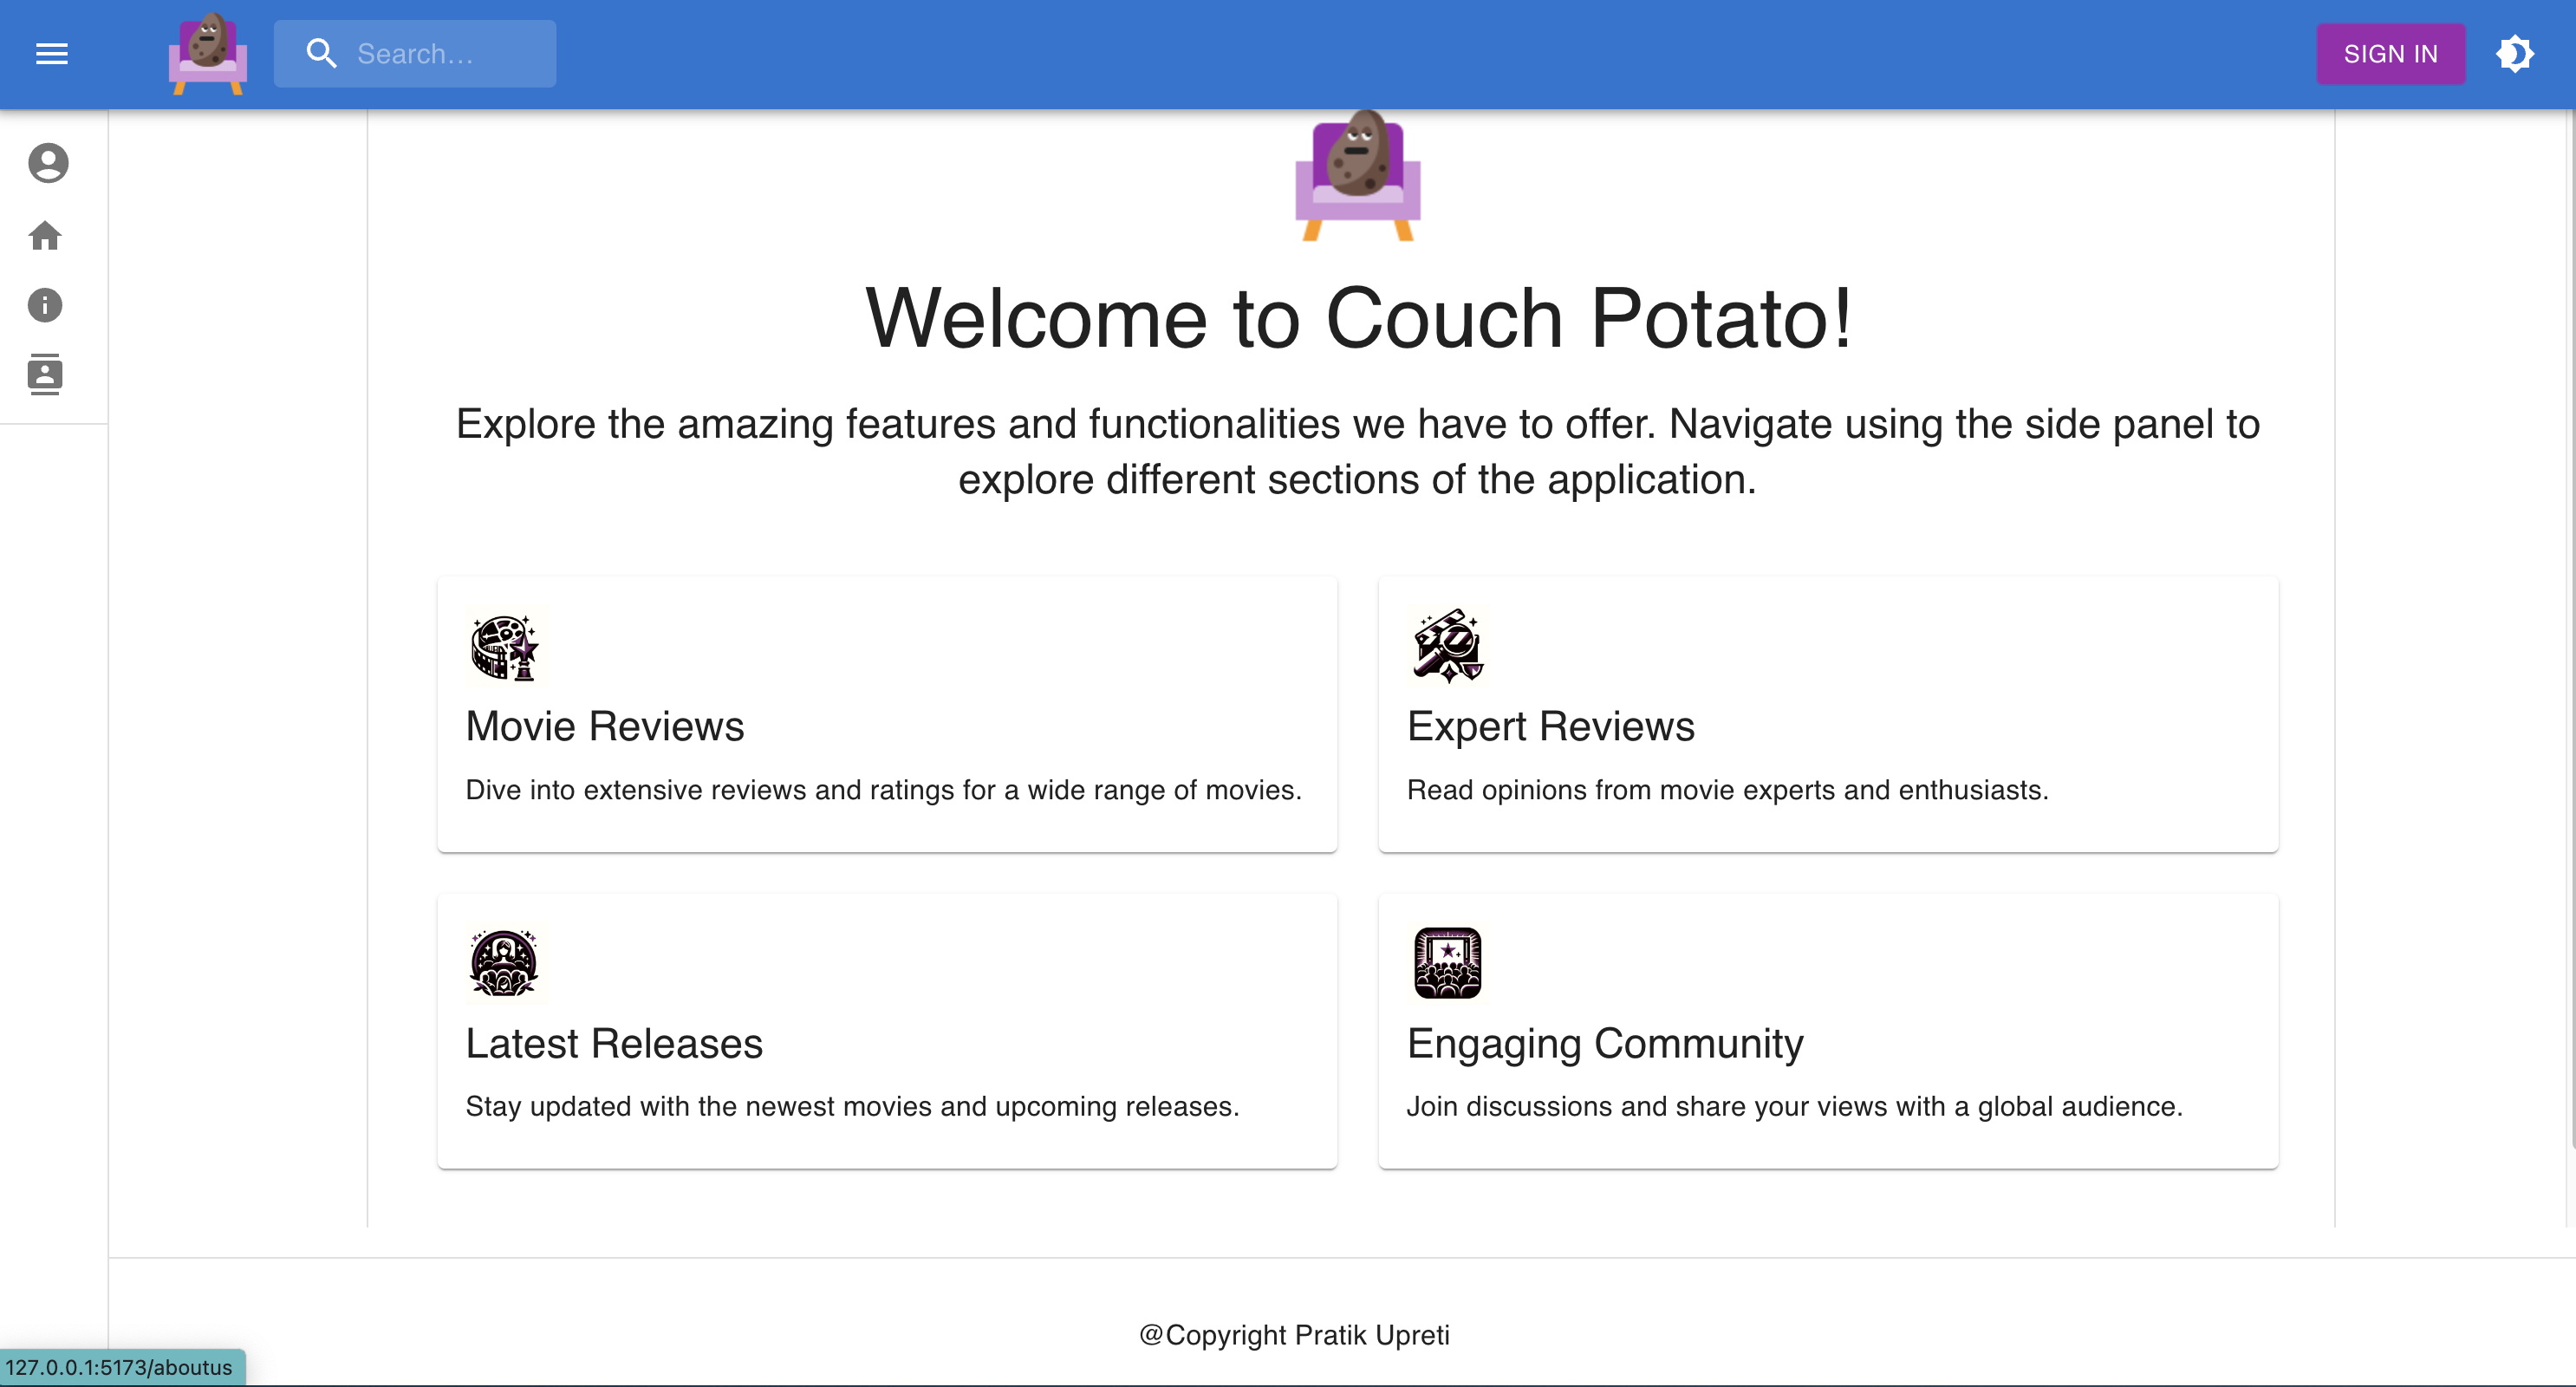 Search…
SIGN IN
Welcome to Couch Potato!
Explore the amazing features and functionalities we have to offer. Navigate using the side panel to
explore different sections of the application.
Movie Reviews
Dive into extensive reviews and ratings for a wide range of movies.
Expert Reviews
Read opinions from movie experts and enthusiasts.
Latest Releases
Stay updated with the newest movies and upcoming releases.
Engaging Community
Join discussions and share your views with a global audience.
@Copyright Pratik Upreti
127.0.0.1:5173/aboutus